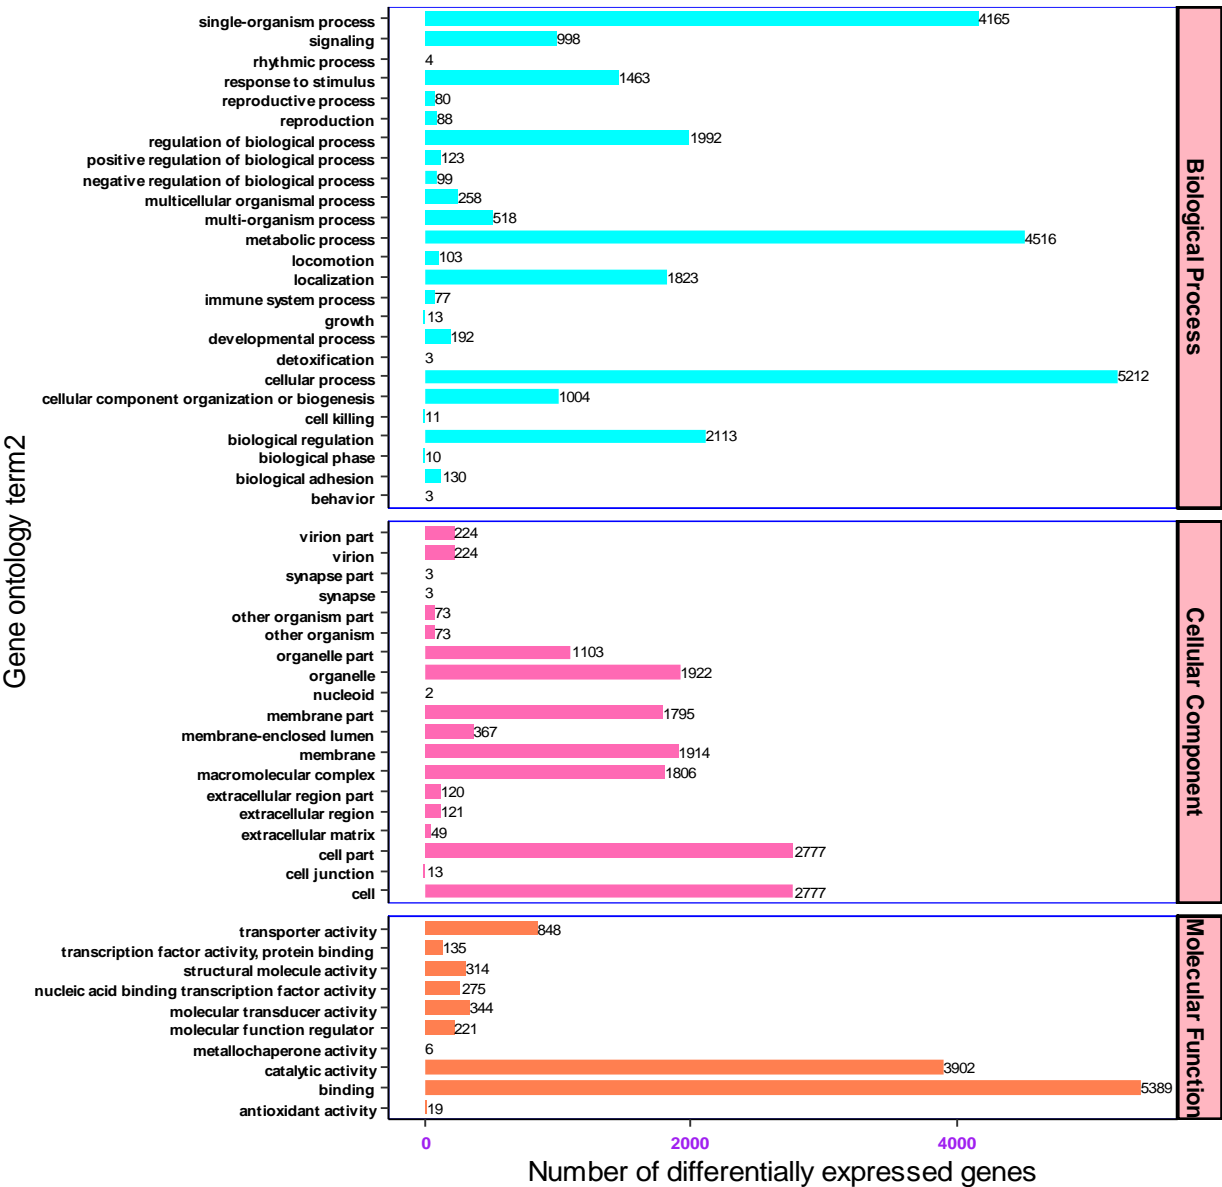 single-organism process 4165
signaling 998
rhythmic process 4
response to stimulus 1463
reproductive process 80
reproduction 88
regulation of biological process 1992
positive regulation of biological process 123
negative regulation of biological process 99
multicellular organismal process 258
multi-organism process 518
metabolic process 4516
locomotion 103
localization 1823
immune system process 77
growth 13
developmental process 192
detoxification 3
cellular process 5212
cellular component organization or biogenesis 1004
cell killing 11
biological regulation 2113
biological phase 10
biological adhesion 130
behavior 3
Biological Process
virion part 224
virion 224
synapse part 3
synapse 3
other organism part 73
other organism 73
organelle part 1103
organelle 1922
nucleoid 2
membrane part 1795
membrane-enclosed lumen 367
membrane 1914
macromolecular complex 1806
extracellular region part 120
extracellular region 121
extracellular matrix 49
cell part 2777
cell junction 13
cell 2777
Cellular Component
transporter activity 848
transcription factor activity, protein binding 135
structural molecule activity 314
nucleic acid binding transcription factor activity 275
molecular transducer activity 344
molecular function regulator 221
metallochaperone activity 6
catalytic activity 3902
binding 5389
antioxidant activity 19
Molecular Function
0 2000 4000
Number of differentially expressed genes
Gene ontology term2